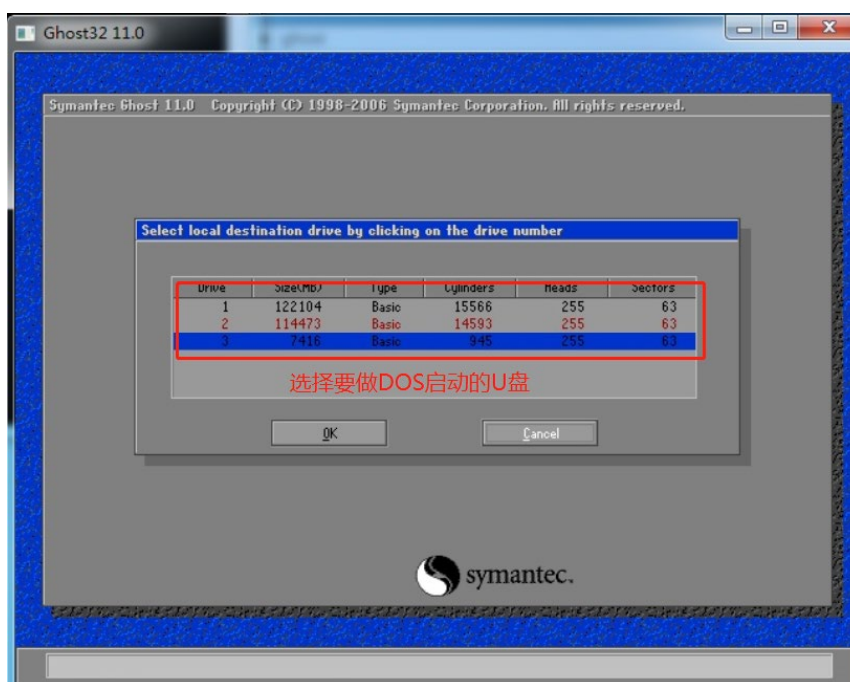 Ghost32 11.0
Symantec Ghost 11.0 Copyright (C) 1998-2006 Symantec Corporation. All rights reserved.
Select local destination drive by clicking on the drive number
Drive Size(MB) Type Cylinders Heads Sectors
1 122104 Basic 15566 255 63
2 114473 Basic 14593 255 63
3 7416 Basic 945 255 63
选择要做DOS启动的U盘
OK Cancel
symantec.